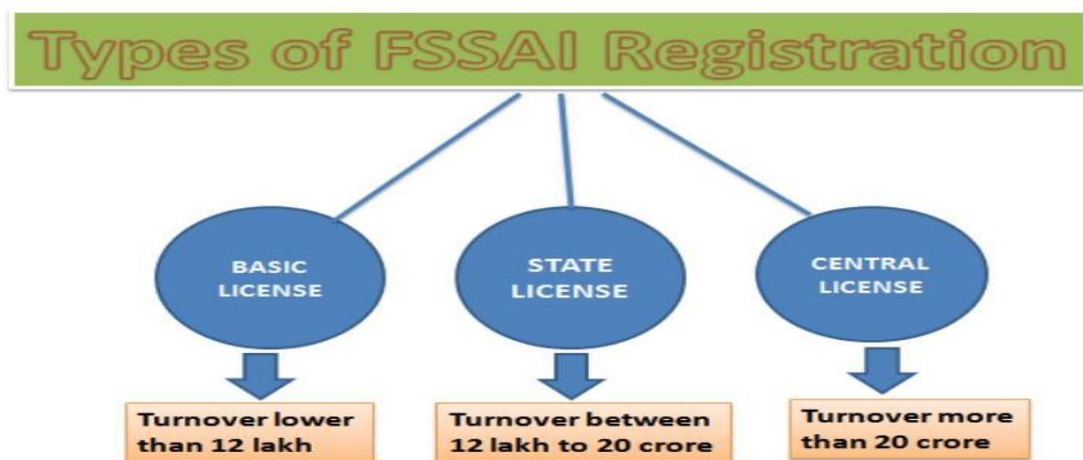 Types of FSSAI Registration
BASIC
LICENSE
STATE
LICENSE
CENTRAL
LICENSE
Turnover lower
than 12 lakh
Turnover between
12 lakh to 20 crore
Turnover more
than 20 crore